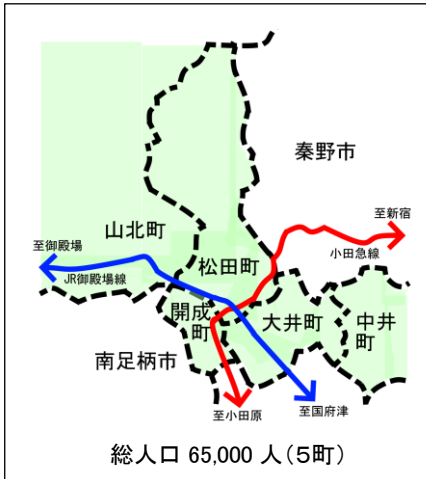 秦野市
至新宿
山北町
至御殿場
小田急線
松田町
JR御殿場線
開成
町
大井町
中井
町
南足柄市
至小田原
至国府津
総人口 65,000 人(5町)